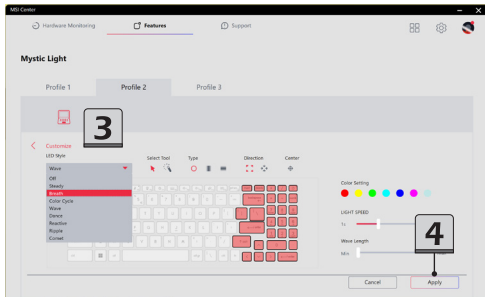 MSI Center
Hardware Monitoring
Features
Support
Mystic Light
Profile 1
Profile 2
Profile 3
3
Customize
LED Style
Select Tool
Type
Direction
Center
Wave
Off
Steady
Breath
Color Cycle
Wave
Dance
Reactive
Ripple
Comet
Color Setting
LIGHT SPEED
1s
Wave Length
Min
4
Cancel
Apply